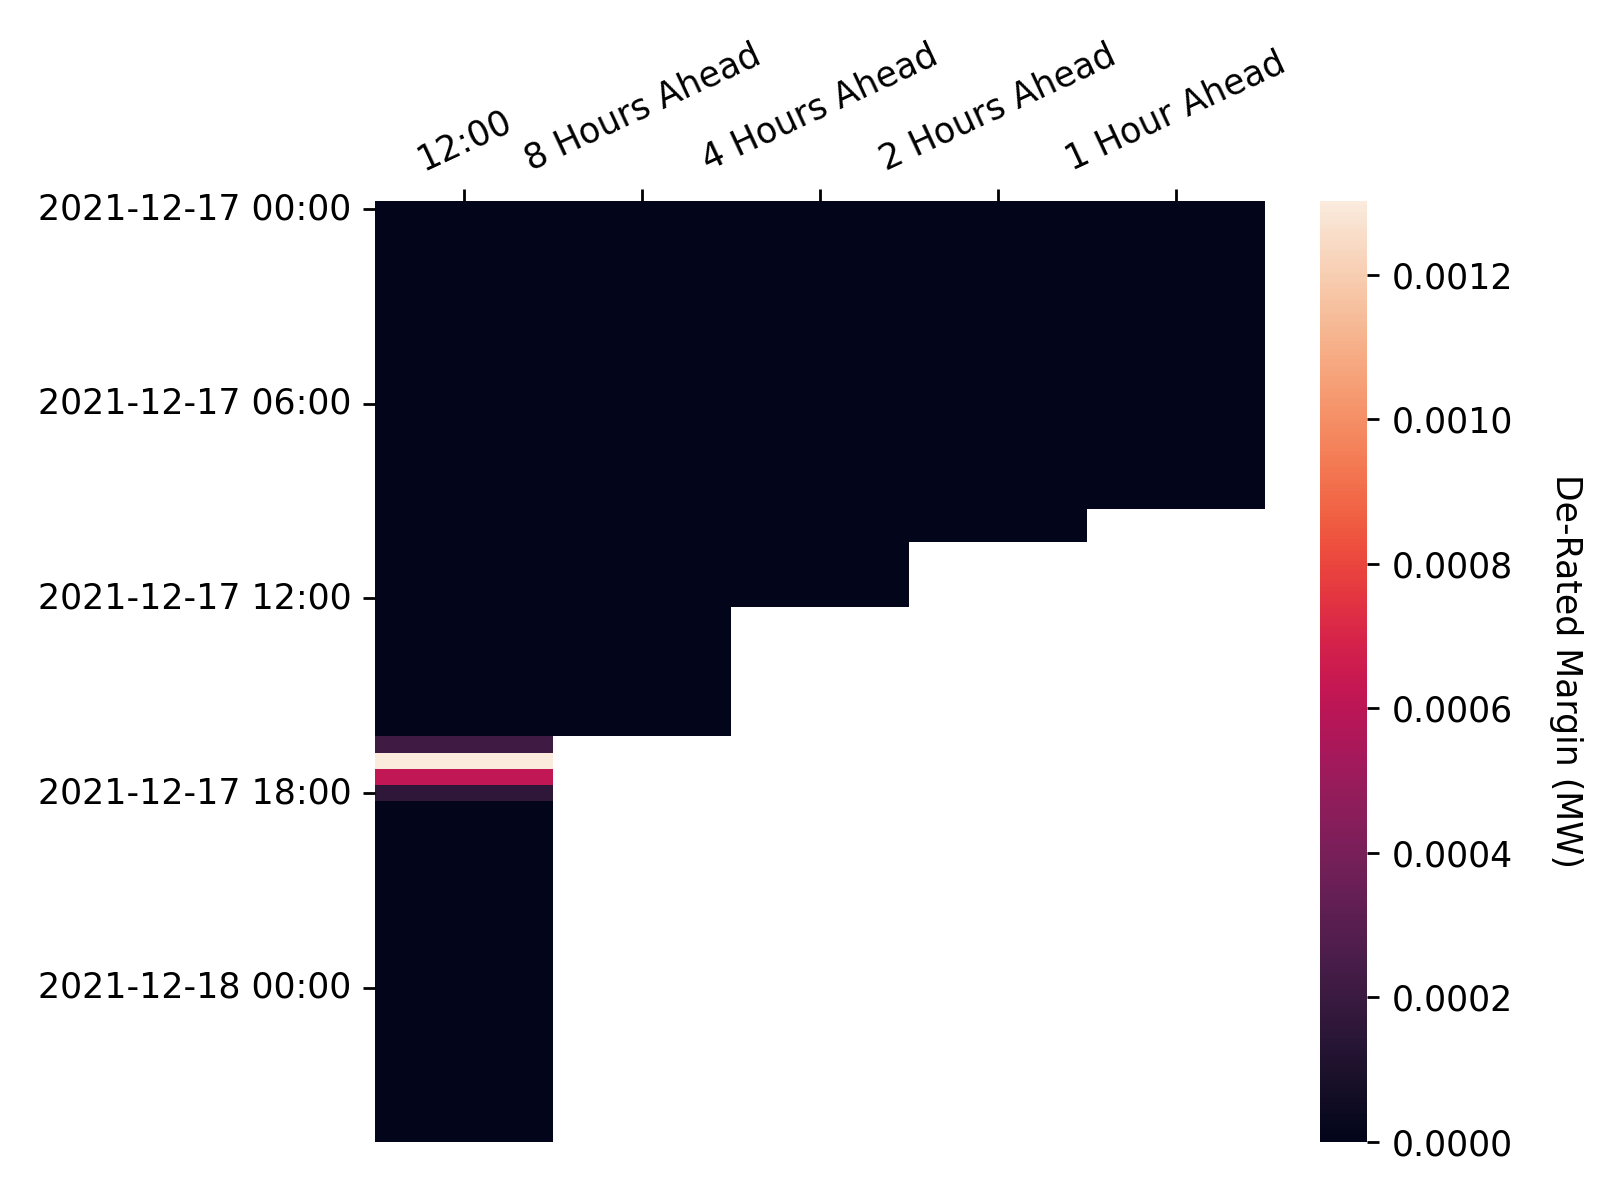 12:00
8 Hours Ahead
4 Hours Ahead
2 Hours Ahead
1 Hour Ahead
2021-12-17 00:00
2021-12-17 06:00
2021-12-17 12:00
2021-12-17 18:00
2021-12-18 00:00
0.0012
0.0010
0.0008
0.0006
0.0004
0.0002
0.0000
De-Rated Margin (MW)